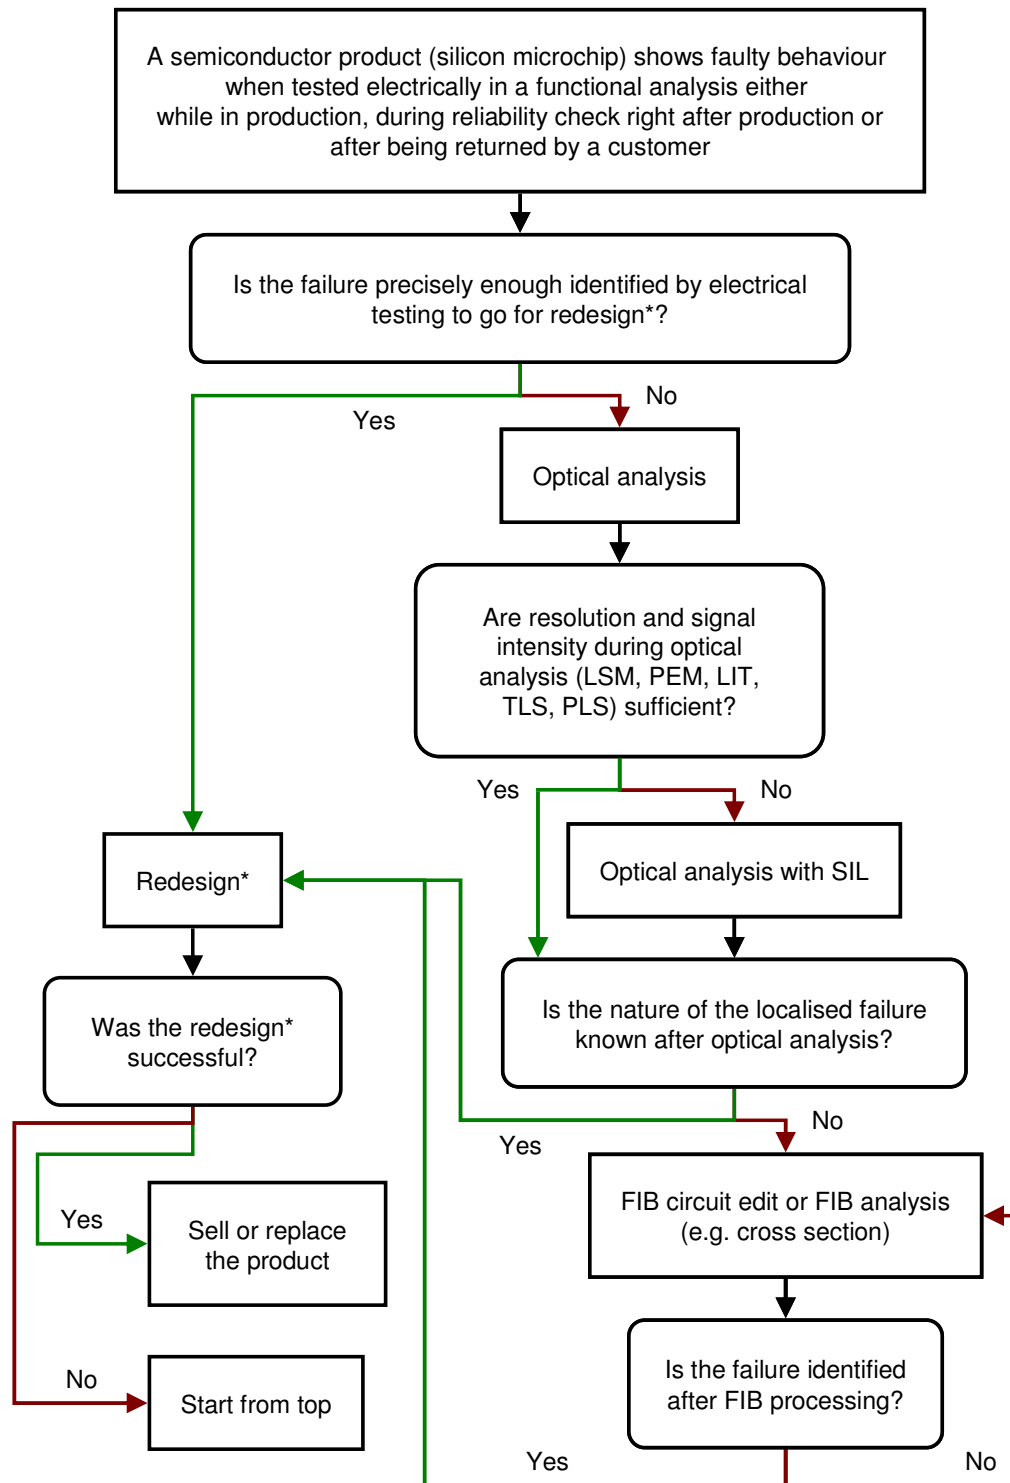 A semiconductor product (silicon microchip) shows faulty behaviour
when tested electrically in a functional analysis either
while in production, during reliability check right after production or
after being returned by a customer
Is the failure precisely enough identified by electrical
testing to go for redesign*?
Yes
No
Optical analysis
Are resolution and signal
intensity during optical
analysis (LSM, PEM, LIT,
TLS, PLS) sufficient?
Yes
No
Redesign*
Optical analysis with SIL
Was the redesign*
successful?
Is the nature of the localised failure
known after optical analysis?
Yes
No
Yes
Sell or replace
the product
FIB circuit edit or FIB analysis
(e.g. cross section)
No
Start from top
Is the failure identified
after FIB processing?
Yes
No